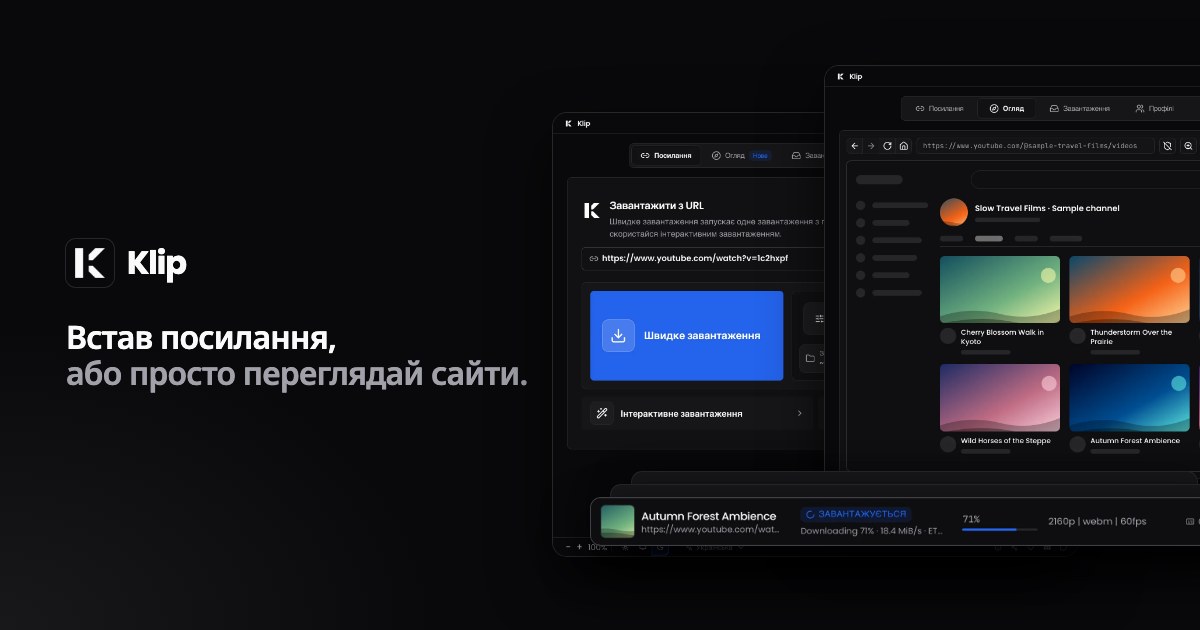 Klip
Встав посилання,
або просто переглядай сайти.
Klip
Посилання
Огляд
Нове
Завантажити з URL
Швидке завантаження запускає одне завантаження з
скористайся інтерактивним завантаженням.
https://www.youtube.com/watch?v=1c2hxpf
Швидке завантаження
Інтерактивне завантаження
100%
Klip
Посилання
Огляд
Завантаження
Профілі
https://www.youtube.com/@sample-travel-films/videos
Slow Travel Films · Sample channel
Cherry Blossom Walk in
Kyoto
Thunderstorm Over the
Prairie
Wild Horses of the Steppe
Autumn Forest Ambience
Autumn Forest Ambience
https://www.youtube.com/wat...
ЗАВАНТАЖУЄТЬСЯ
Downloading 71% · 18.4 MiB/s · ET...
71%
2160p | webm | 60fps